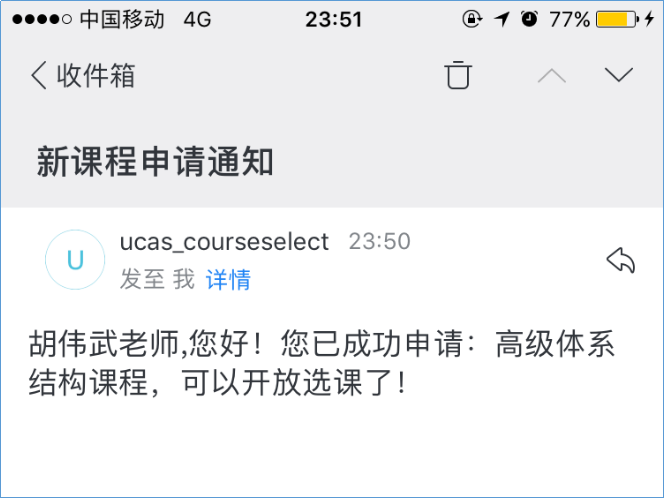 中国移动 4G 23:51 77%
收件箱
新课程申请通知
U ucas_courseselect 23:50
发至 我 详情
胡伟武老师,您好！您已成功申请：高级体系
结构课程，可以开放选课了！